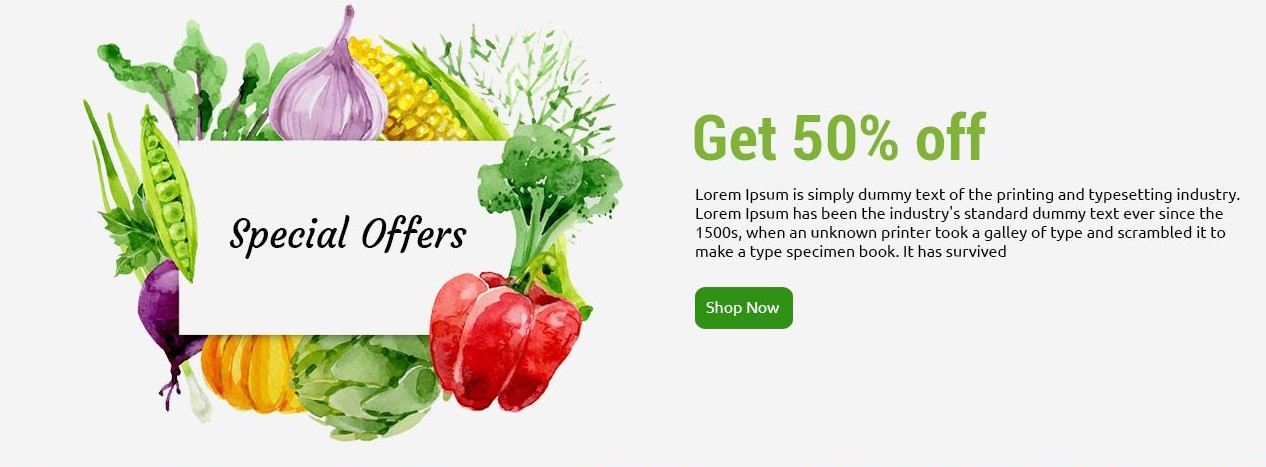 Special Offers
Get 50% off
Lorem Ipsum is simply dummy text of the printing and typesetting industry.
Lorem Ipsum has been the industry's standard dummy text ever since the
1500s, when an unknown printer took a galley of type and scrambled it to
make a type specimen book. It has survived
Shop Now